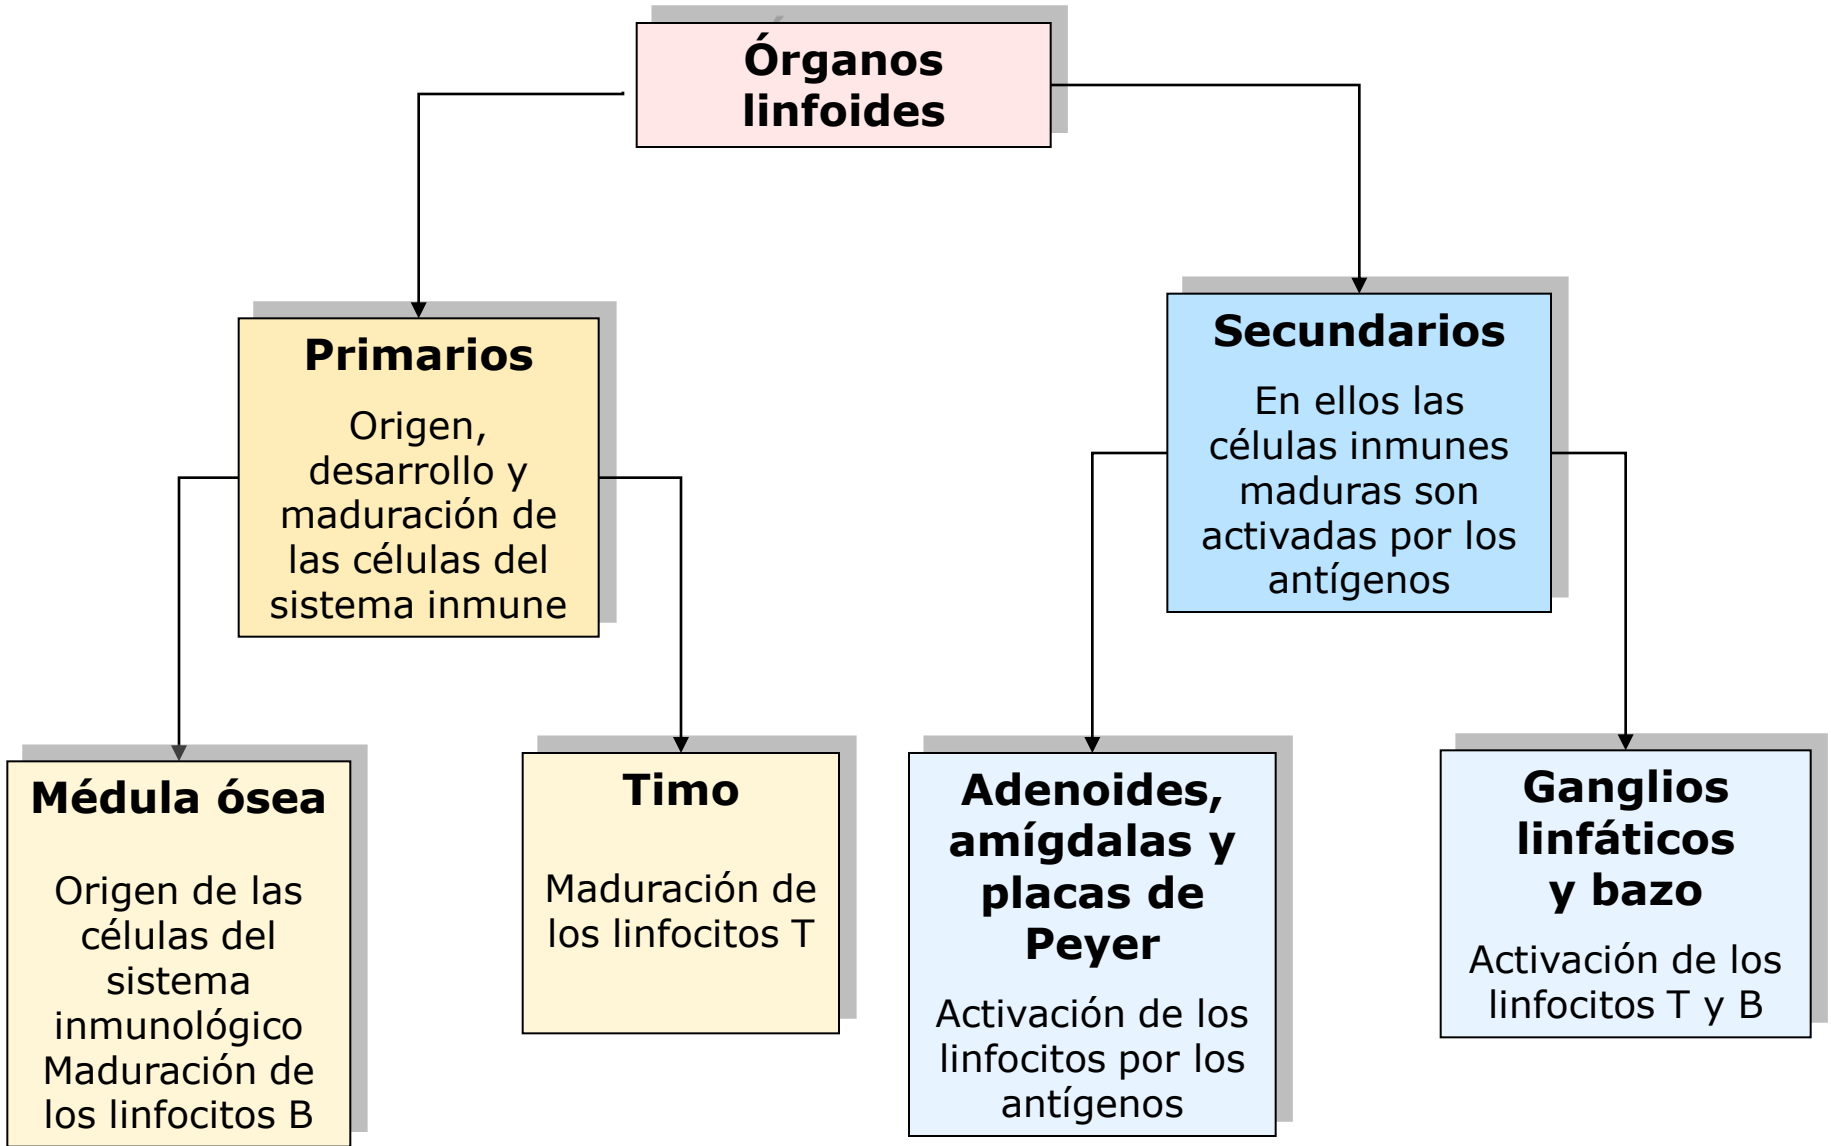 Órganos
linfoides
Primarios
Origen,
desarrollo y
maduración de
las células del
sistema inmune
Secundarios
En ellos las
células inmunes
maduras son
activadas por los
antígenos
Médula ósea
Origen de las
células del
sistema
inmunológico
Maduración de
los linfocitos B
Timo
Maduración de
los linfocitos T
Adenoides,
amígdalas y
placas de
Peyer
Activación de los
linfocitos por los
antígenos
Ganglios
linfáticos
y bazo
Activación de los
linfocitos T y B